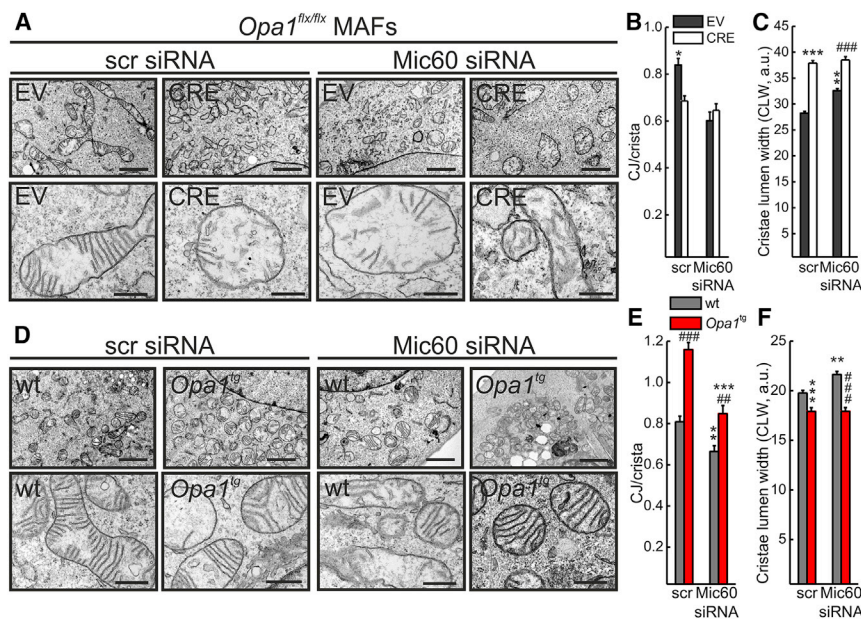 A
Opa1flx/flx MAFs
scr siRNA
Mic60 siRNA
EV
CRE
EV
CRE
EV
CRE
EV
CRE
B
EV
CRE
CJ/crista
0.8
0.6
0.4
0.2
*
scr Mic60
siRNA
C
Cristae lumen width (CLW, a.u.)
40
35
30
25
20
15
10
5
***
**
###
scr Mic60
siRNA
D
scr siRNA
Mic60 siRNA
wt
Opa1tg
wt
Opa1tg
wt
Opa1tg
wt
Opa1tg
E
wt
Opa1tg
CJ/crista
1.2
1.0
0.8
0.6
0.4
0.2
###
**
***
##
scr Mic60
siRNA
F
Cristae lumen width (CLW, a.u.)
25
20
15
10
5
***
**
###
scr Mic60
siRNA